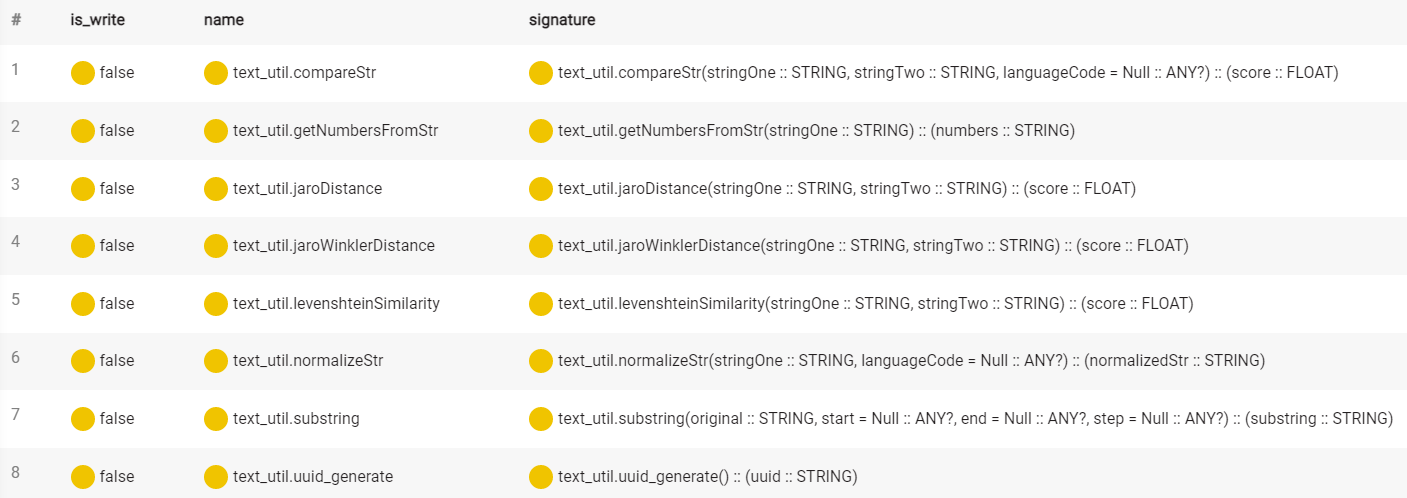 # is_write name signature
1 false text_util.compareStr text_util.compareStr(stringOne :: STRING, stringTwo :: STRING, languageCode = Null :: ANY?) :: (score :: FLOAT)
2 false text_util.getNumbersFromStr text_util.getNumbersFromStr(stringOne :: STRING) :: (numbers :: STRING)
3 false text_util.jaroDistance text_util.jaroDistance(stringOne :: STRING, stringTwo :: STRING) :: (score :: FLOAT)
4 false text_util.jaroWinklerDistance text_util.jaroWinklerDistance(stringOne :: STRING, stringTwo :: STRING) :: (score :: FLOAT)
5 false text_util.levenshteinSimilarity text_util.levenshteinSimilarity(stringOne :: STRING, stringTwo :: STRING) :: (score :: FLOAT)
6 false text_util.normalizeStr text_util.normalizeStr(stringOne :: STRING, languageCode = Null :: ANY?) :: (normalizedStr :: STRING)
7 false text_util.substring text_util.substring(original :: STRING, start = Null :: ANY?, end = Null :: ANY?, step = Null :: ANY?) :: (substring :: STRING)
8 false text_util.uuid_generate text_util.uuid_generate() :: (uuid :: STRING)